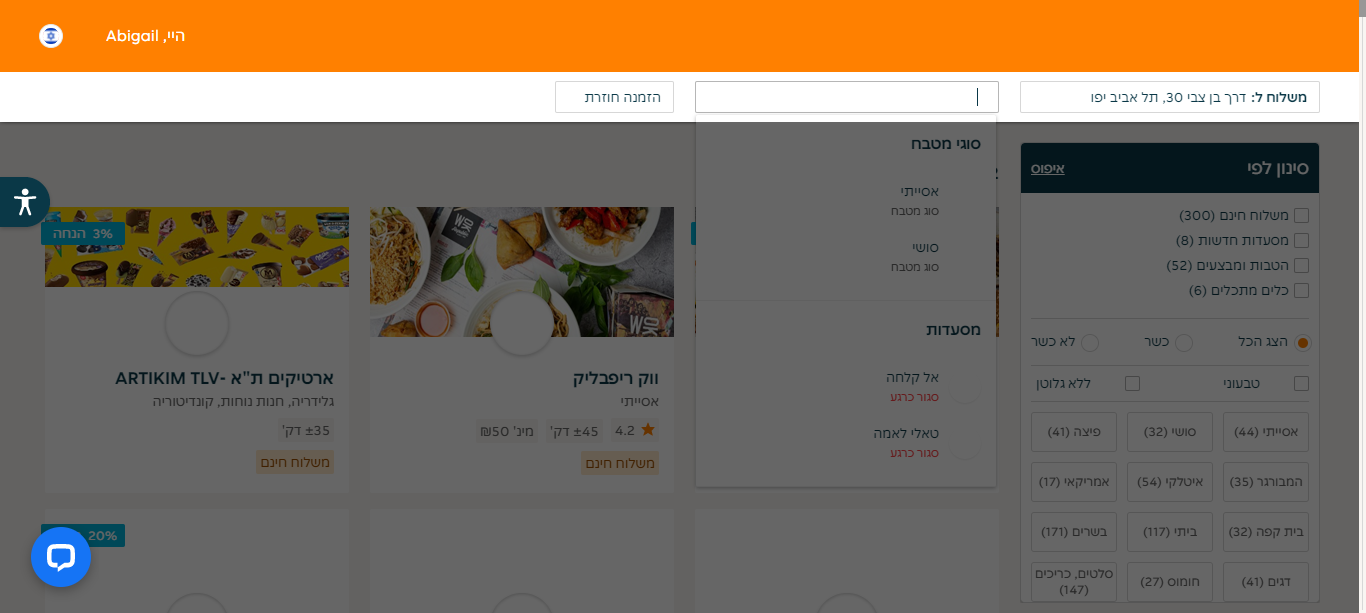 היי, Abigail
משלוח ל: דרך בן צבי 30, תל אביב יפו
הזמנה חוזרת
סינון לפי
איפוס
משלוח חינם (300)
מסעדות חדשות (8)
הטבות ומבצעים (52)
כלים מתכלים (6)
הצג הכל
כשר
לא כשר
טבעוני
ללא גלוטן
אסייתי (44)
סושי (32)
פיצה (41)
המבורגר (35)
איטלקי (54)
אמריקאי (17)
בית קפה (32)
ביתי (117)
בשרים (171)
דגים (41)
חומוס (27)
סלטים, כריכים
(147)
סוגי מטבח
אסייתי
סוג מטבח
סושי
סוג מטבח
מסעדות
אל קלחה
סגור כרגע
טאלי לאמה
סגור כרגע
WOK
ווק ריפבליק
אסייתי
4.2
±45 דק'
מינ' ₪50
משלוח חינם
3% הנחה
ארטיקים ת"א -ARTIKIM TLV
גלידריה, חנות נוחות, קונדיטוריה
±35 דק'
משלוח חינם
20%